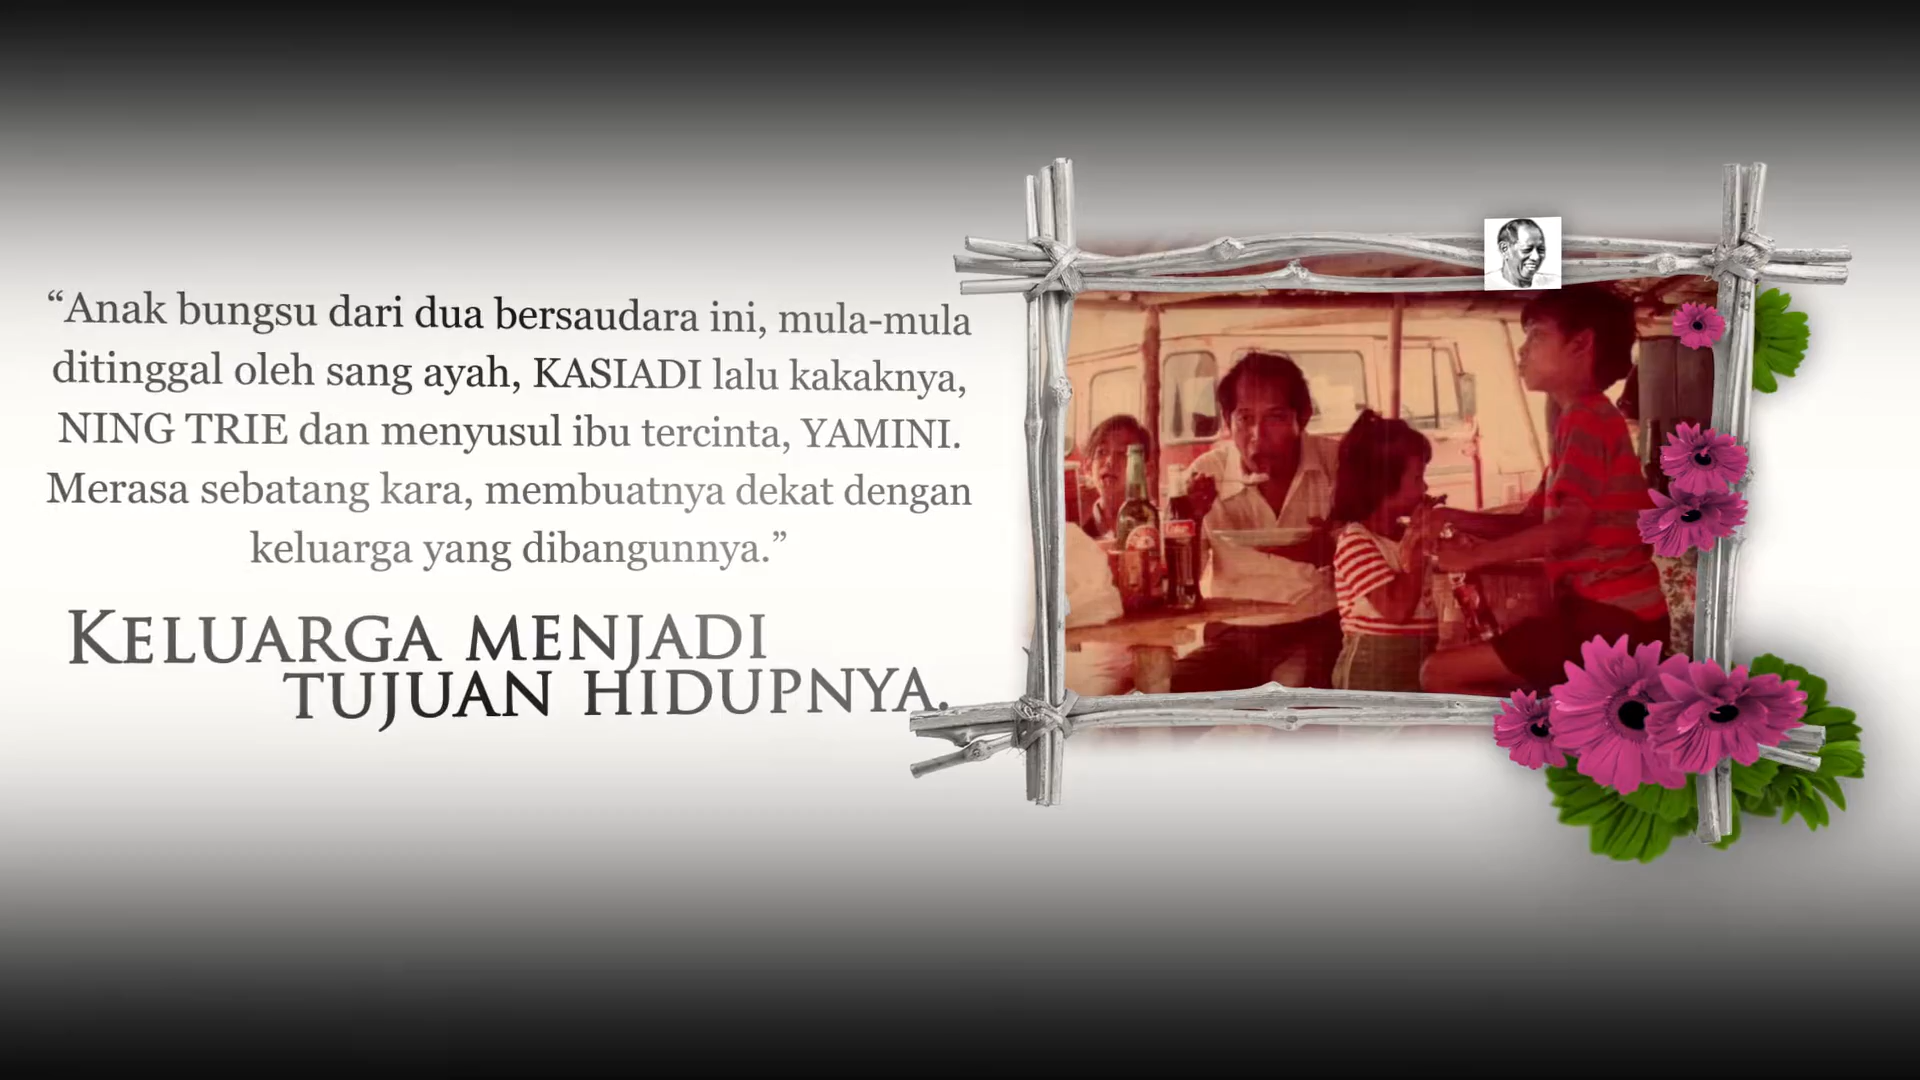 “Anak bungsu dari dua bersaudara ini, mula-mula
ditinggal oleh sang ayah, KASIADI lalu kakaknya,
NING TRIE dan menyusul ibu tercinta, YAMINI.
Merasa sebatang kara, membuatnya dekat dengan
keluarga yang dibangunnya.”
KELUARGA MENJADI
TUJUAN HIDUPNYA.